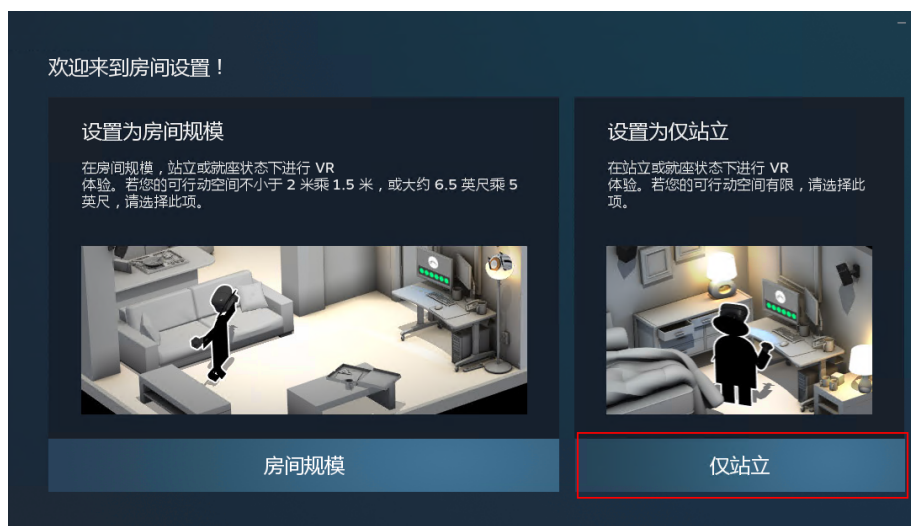 欢迎来到房间设置！
设置为房间规模
在房间规模，站立或就座状态下进行 VR
体验。若您的可行动空间不小于 2 米乘 1.5 米，或大约 6.5 英尺乘 5
英尺，请选择此项。
房间规模
设置为仅站立
在站立或就座状态下进行 VR
体验。若您的可行动空间有限，请选择此
项。
仅站立